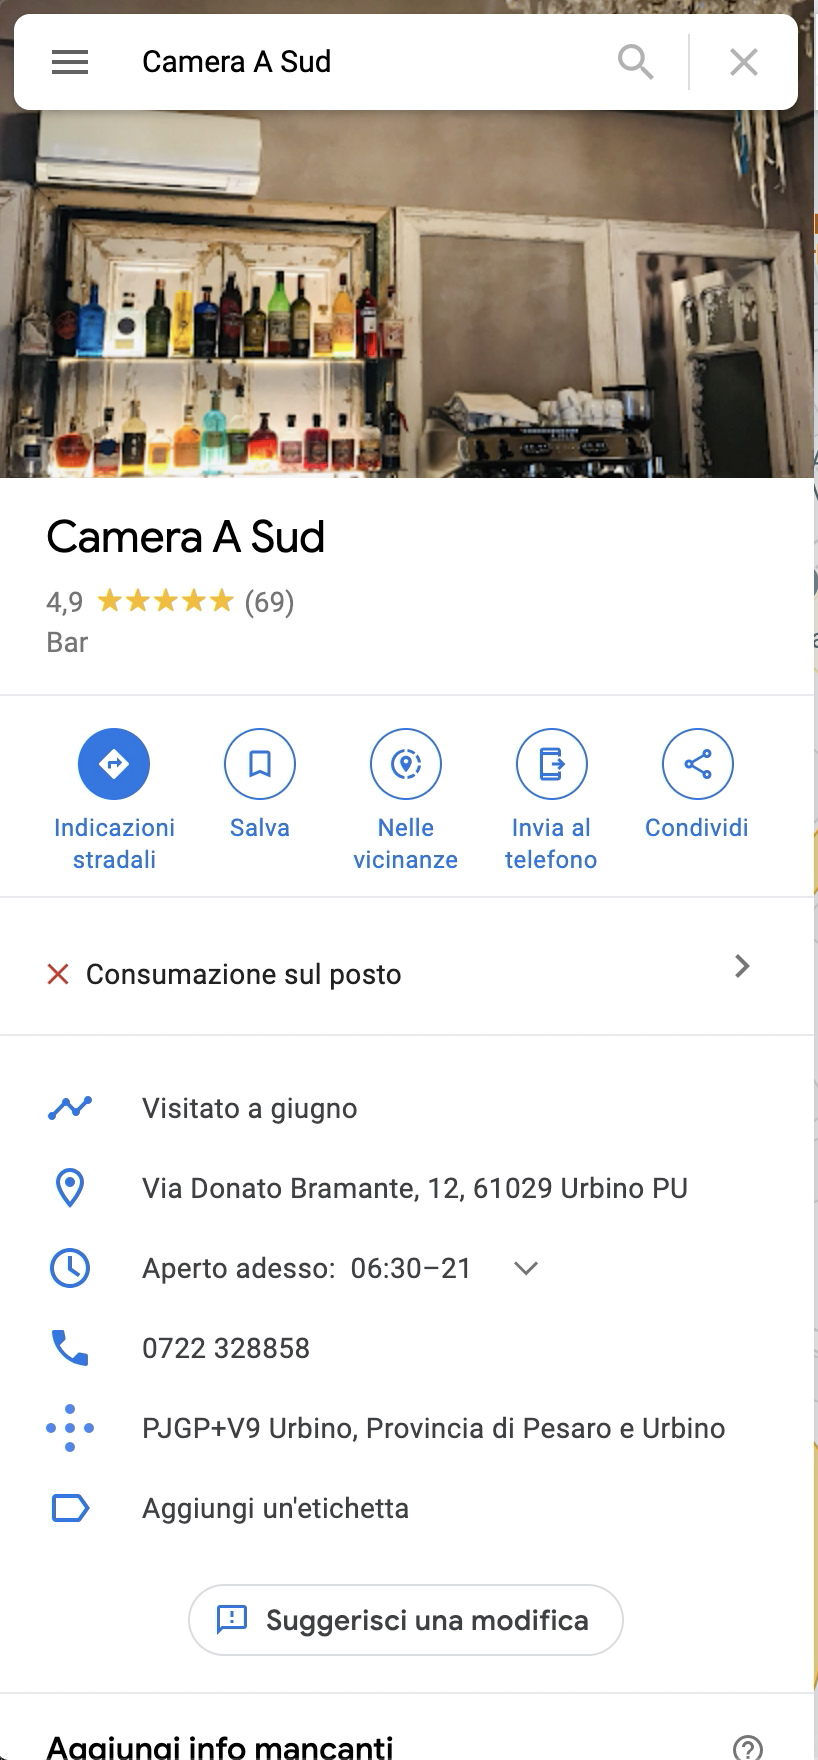 Camera A Sud
Camera A Sud
4,9 (69)
Bar
Indicazioni stradali
Salva
Nelle vicinanze
Invia al telefono
Condividi
Consumazione sul posto
Visitato a giugno
Via Donato Bramante, 12, 61029 Urbino PU
Aperto adesso: 06:30–21
0722 328858
PJGP+V9 Urbino, Provincia di Pesaro e Urbino
Aggiungi un'etichetta
Suggerisci una modifica
Aggiungi info mancanti